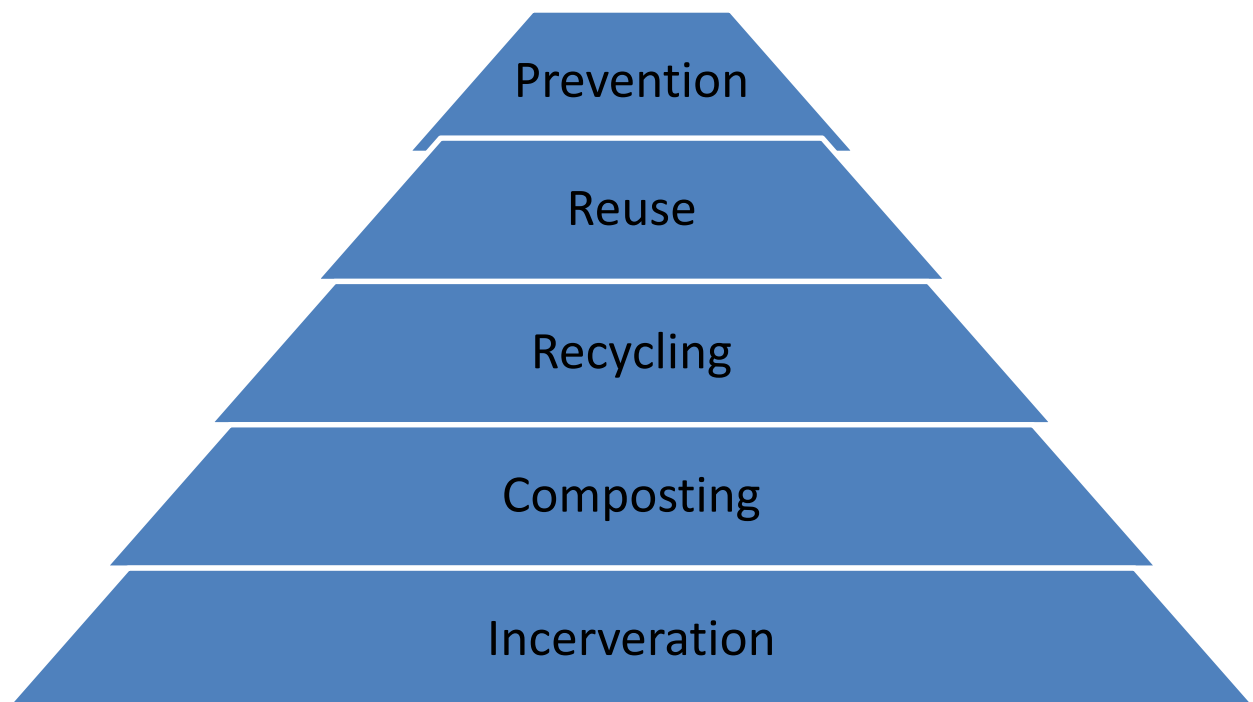 Prevention
Reuse
Recycling
Composting
Incerveration